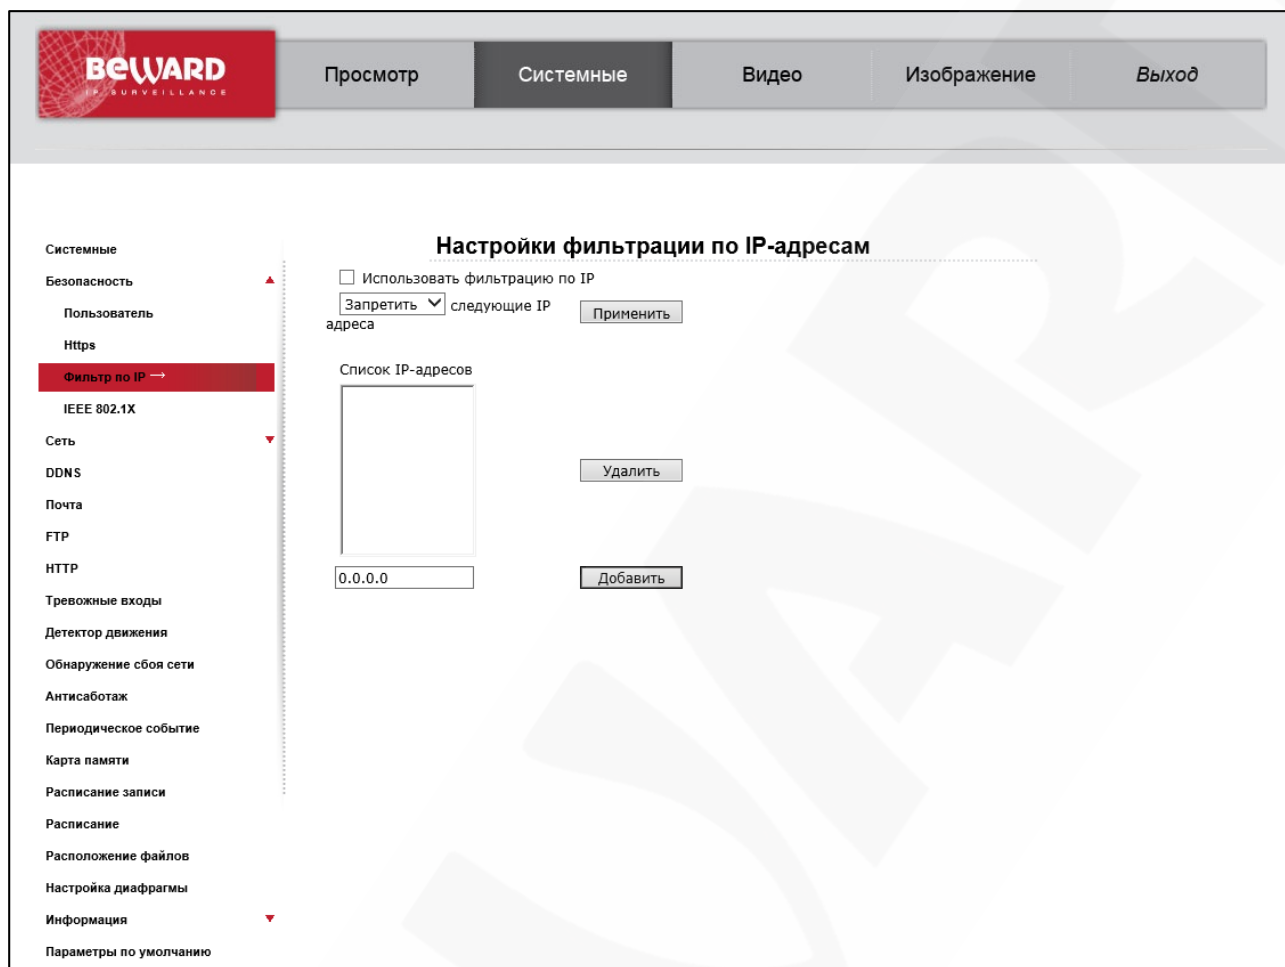 BEWARD
IP SURVEILLANCE
Просмотр
Системные
Видео
Изображение
Выход
Системные
Безопасность
Пользователь
Https
Фильтр по IP →
IEEE 802.1X
Сеть
DDNS
Почта
FTP
HTTP
Тревожные входы
Детектор движения
Обнаружение сбоя сети
Антисаботаж
Периодическое событие
Карта памяти
Расписание записи
Расписание
Расположение файлов
Настройка диафрагмы
Информация
Параметры по умолчанию
Настройки фильтрации по IP-адресам
Использовать фильтрацию по IP
Запретить следующие IP
адреса
Применить
Список IP-адресов
Удалить
0.0.0.0
Добавить